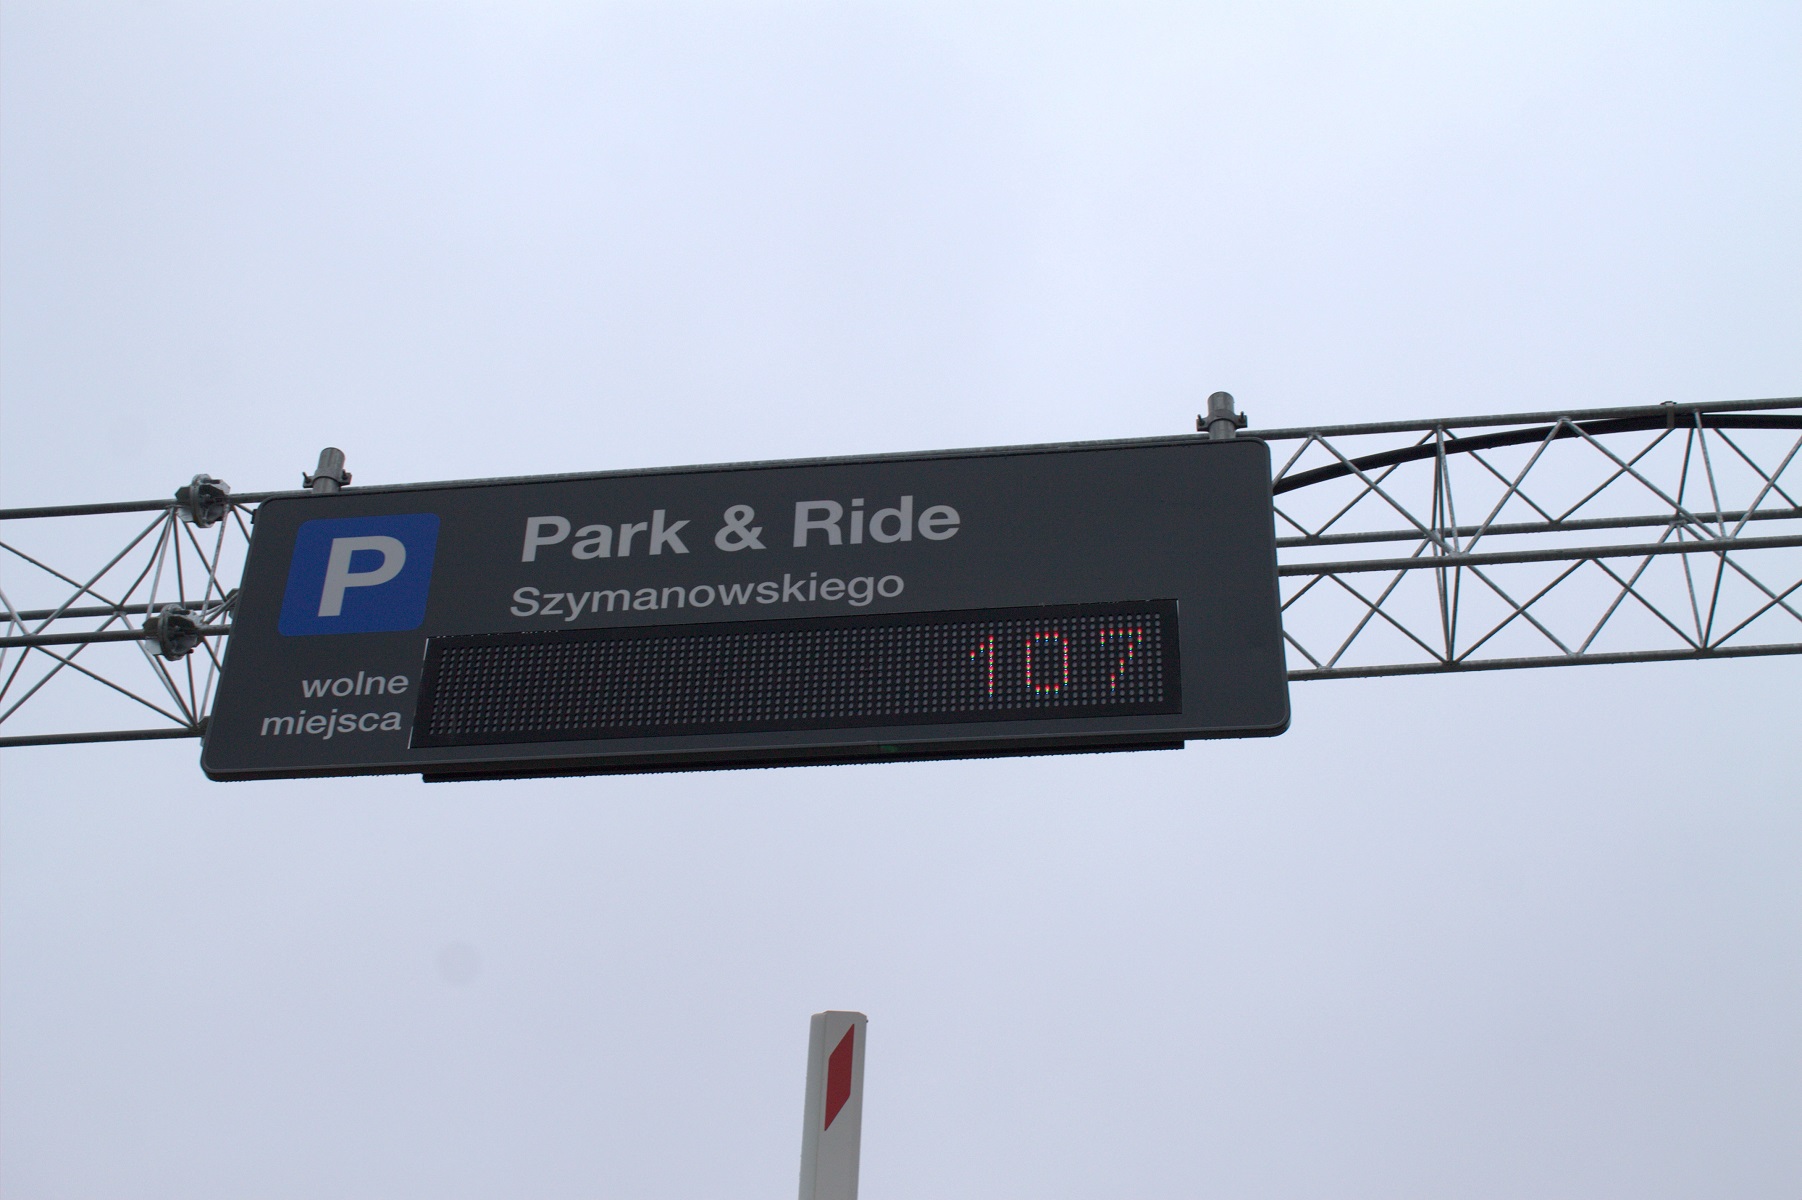 P
Park & Ride
Szymanowskiego
wolne
miejsca
107